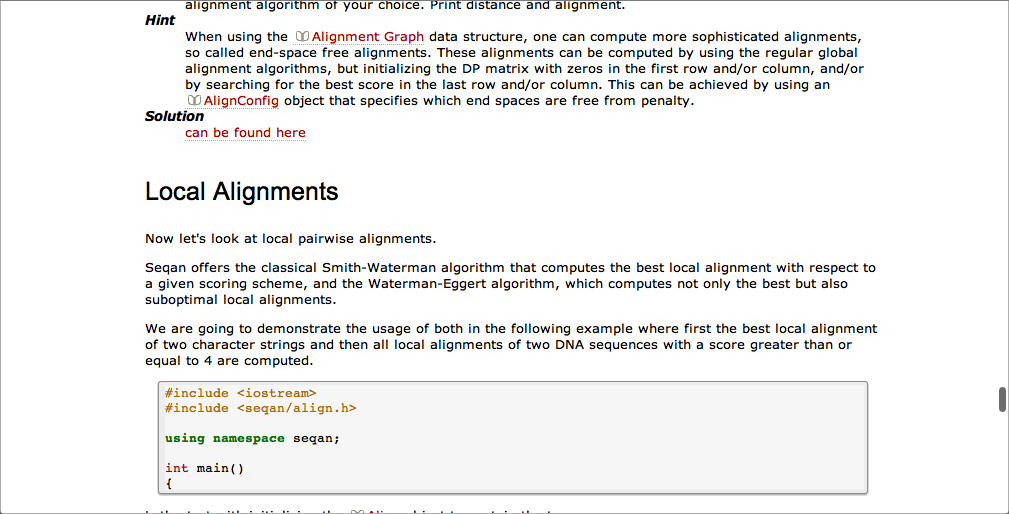 alignment algorithm of your choice. Print distance and alignment.
Hint
When using the Alignment Graph data structure, one can compute more sophisticated alignments,
so called end-space free alignments. These alignments can be computed by using the regular global
alignment algorithms, but initializing the DP matrix with zeros in the first row and/or column, and/or
by searching for the best score in the last row and/or column. This can be achieved by using an
AlignConfig object that specifies which end spaces are free from penalty.
Solution
can be found here
Local Alignments
Now let's look at local pairwise alignments.
Seqan offers the classical Smith-Waterman algorithm that computes the best local alignment with respect to
a given scoring scheme, and the Waterman-Eggert algorithm, which computes not only the best but also
suboptimal local alignments.
We are going to demonstrate the usage of both in the following example where first the best local alignment
of two character strings and then all local alignments of two DNA sequences with a score greater than or
equal to 4 are computed.
#include <iostream>
#include <seqan/align.h>
using namespace seqan;
int main()
{